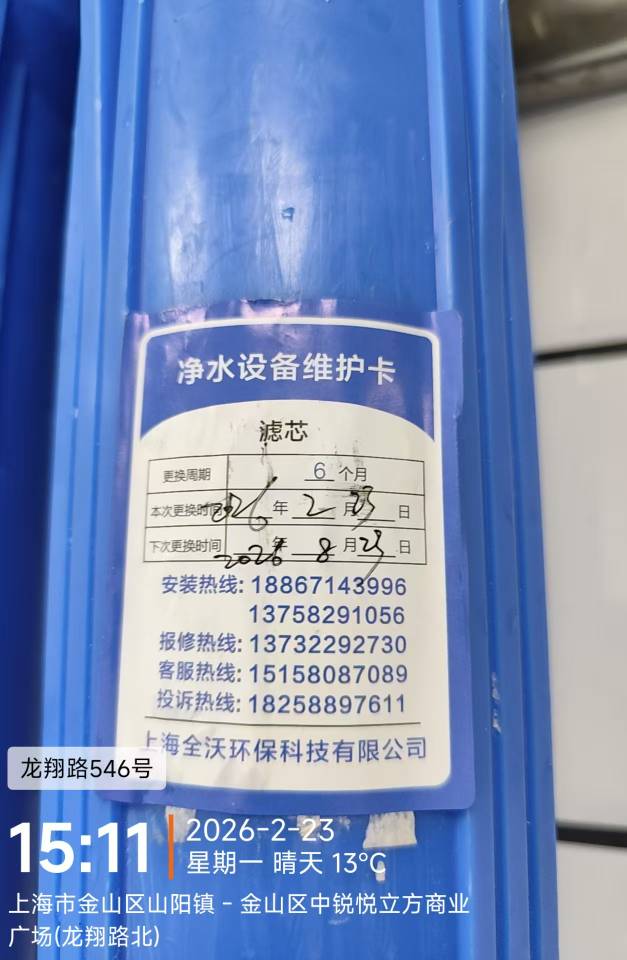 净水设备维护卡
滤芯
更换周期 6 个月
本次更换时间 2026 年 2 月 23 日
下次更换时间 2026 年 8 月 23 日
安装热线: 18867143996
13758291056
报修热线: 13732292730
客服热线: 15158087089
投诉热线: 18258897611
上海全沃环保科技有限公司
龙翔路546号
15:11
2026-2-23
星期一 晴天 13℃
上海市金山区山阳镇 - 金山区中锐悦立方商业
广场(龙翔路北)